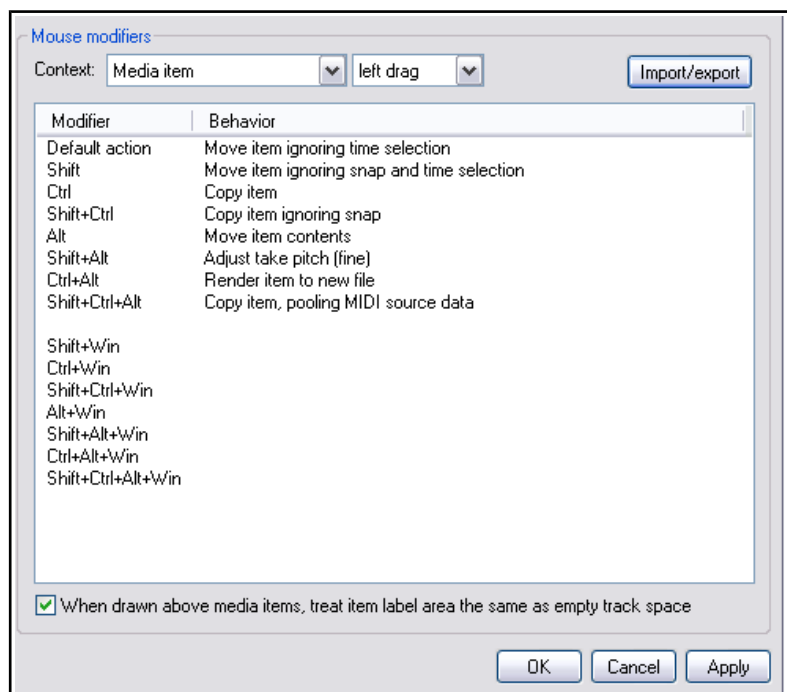 Mouse modifiers
Context: Media item left drag Import/export
Modifier Behavior
Default action Move item ignoring time selection
Shift Move item ignoring snap and time selection
Ctrl Copy item
Shift+Ctrl Copy item ignoring snap
Alt Move item contents
Shift+Alt Adjust take pitch (fine)
Ctrl+Alt Render item to new file
Shift+Ctrl+Alt Copy item, pooling MIDI source data
Shift+Win
Ctrl+Win
Shift+Ctrl+Win
Alt+Win
Shift+Alt+Win
Ctrl+Alt+Win
Shift+Ctrl+Alt+Win
When drawn above media items, treat item label area the same as empty track space
OK Cancel Apply